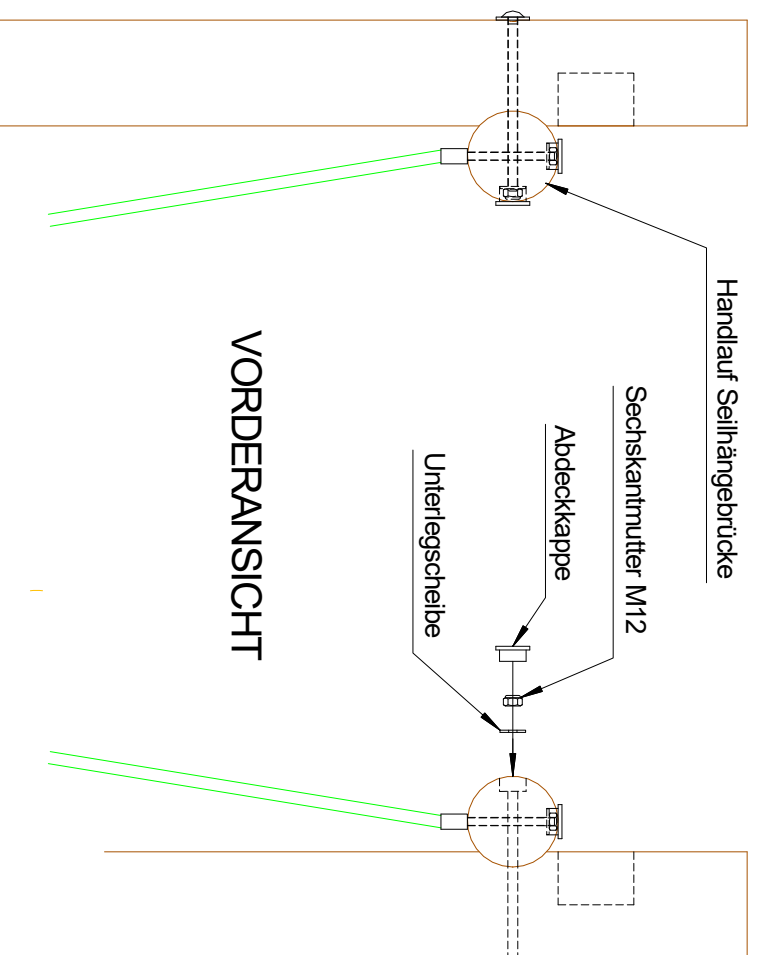 Handlauf Seilhängebrücke
Sechskantmutter M12
Abdeckkappe
Unterlegscheibe
VORDERANSICHT